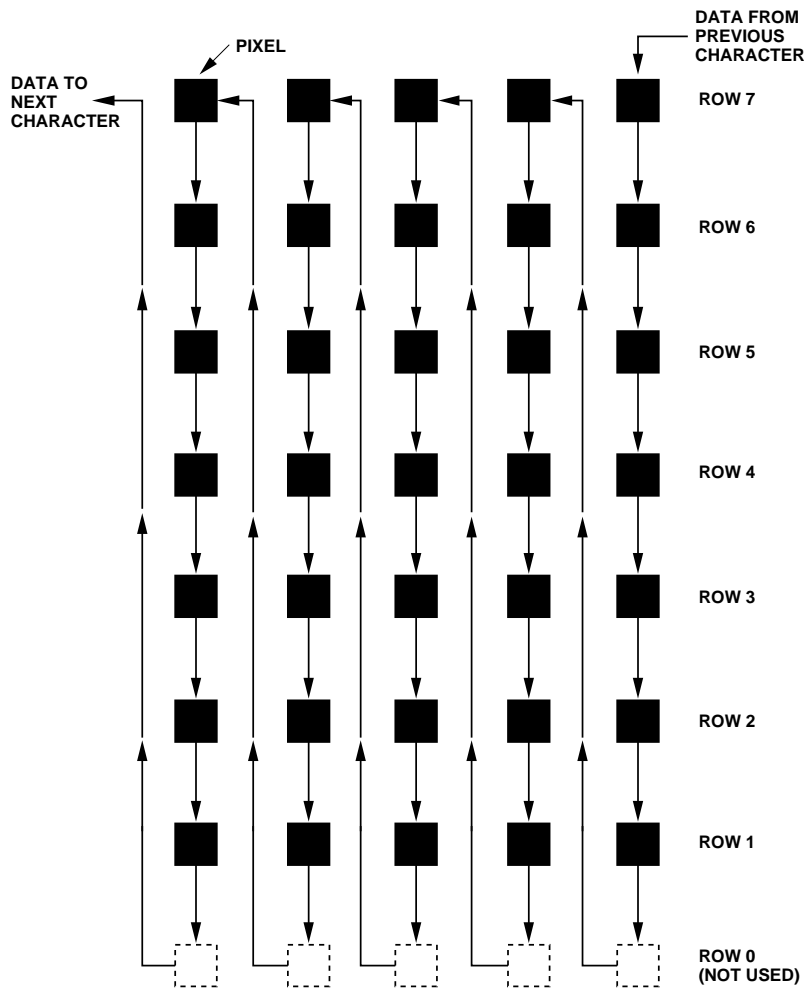 DATA FROM
PREVIOUS
CHARACTER
PIXEL
DATA TO
NEXT
CHARACTER
ROW 7
ROW 6
ROW 5
ROW 4
ROW 3
ROW 2
ROW 1
ROW 0
(NOT USED)